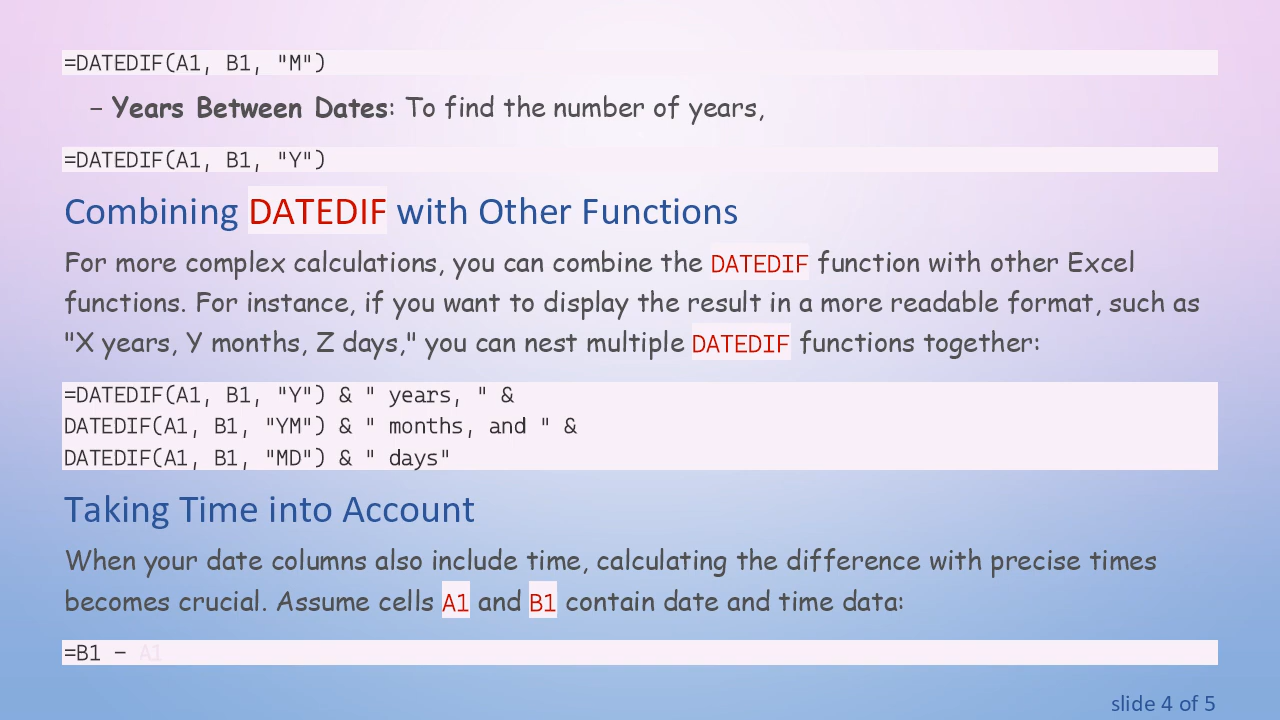 =DATEDIF(A1, B1, "M")
– Years Between Dates: To find the number of years,
=DATEDIF(A1, B1, "Y")
Combining DATEDIF with Other Functions
For more complex calculations, you can combine the DATEDIF function with other Excel
functions. For instance, if you want to display the result in a more readable format, such as
"X years, Y months, Z days," you can nest multiple DATEDIF functions together:
=DATEDIF(A1, B1, "Y") & " years, " &
DATEDIF(A1, B1, "YM") & " months, and " &
DATEDIF(A1, B1, "MD") & " days"
Taking Time into Account
When your date columns also include time, calculating the difference with precise times
becomes crucial. Assume cells A1 and B1 contain date and time data:
=B1 – A1
slide 4 of 5